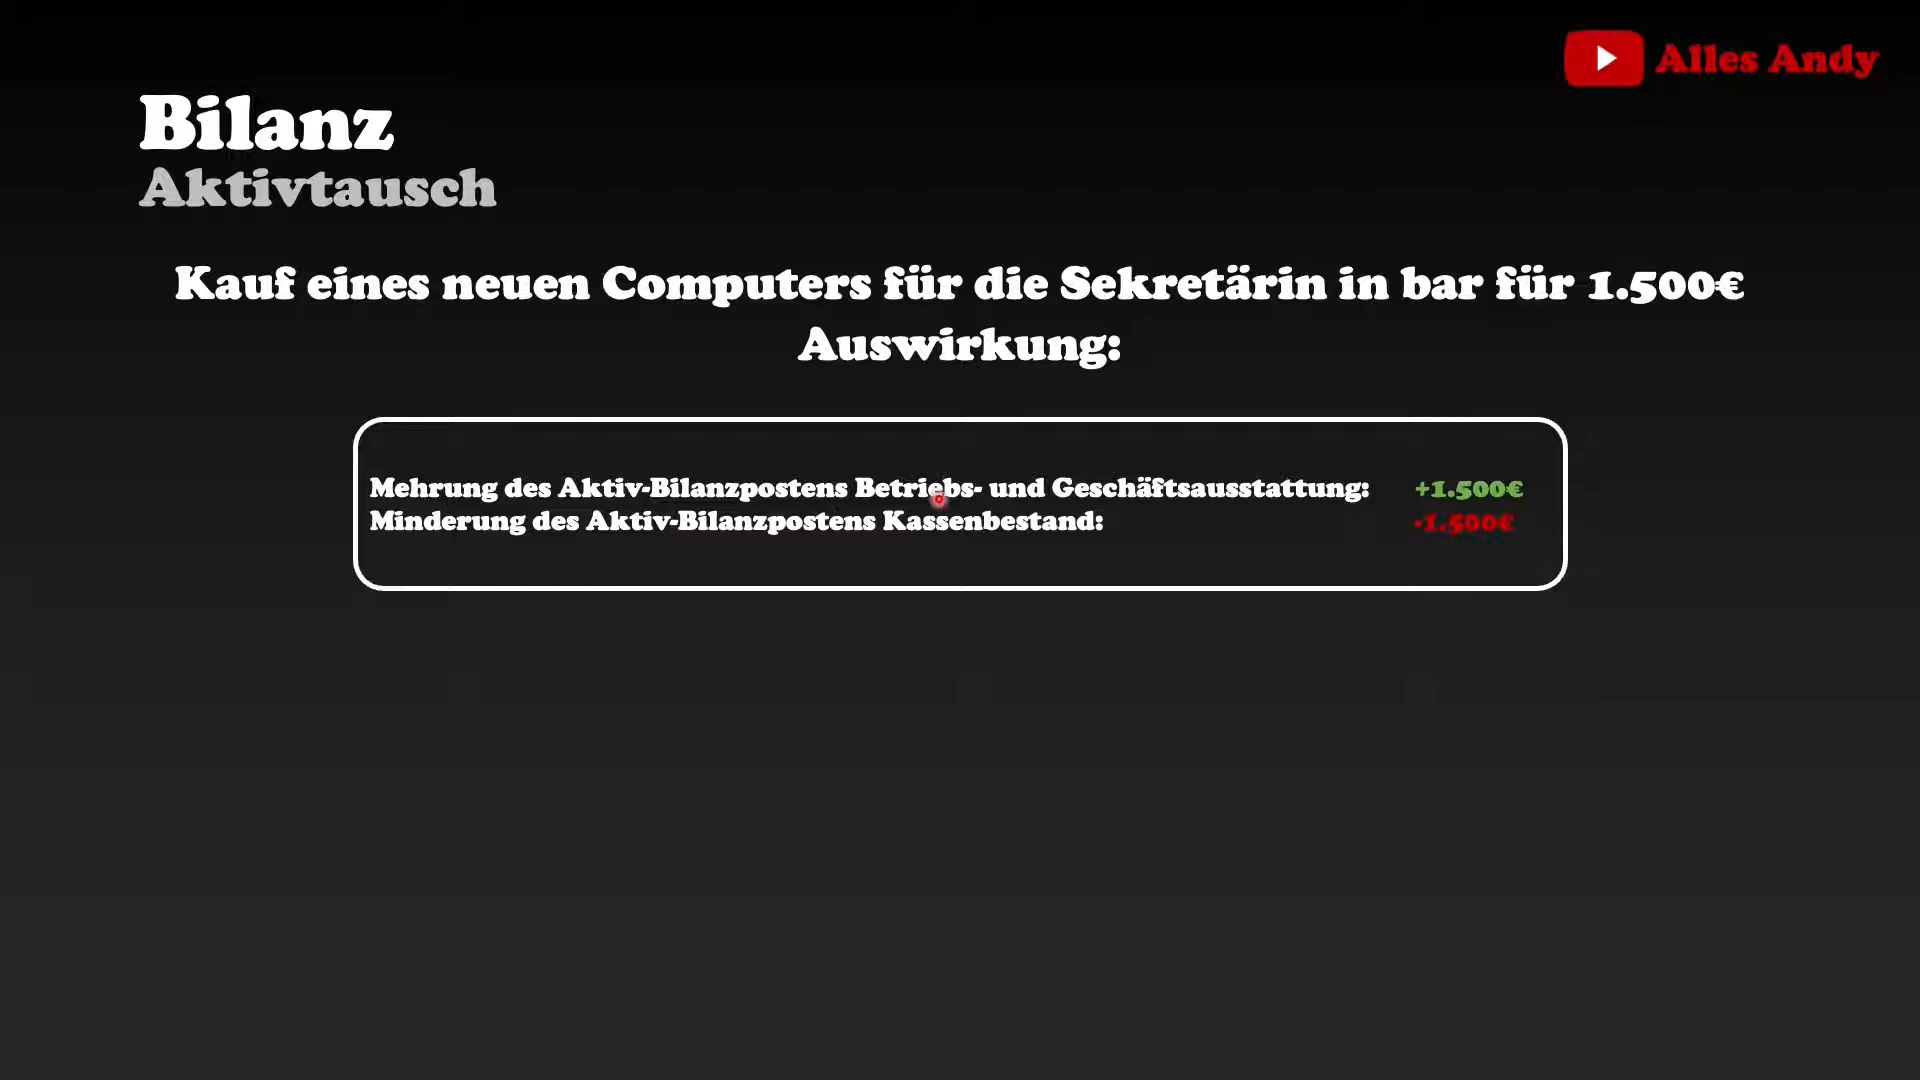 Alles Andy
Bilanz
Aktivtausch
Kauf eines neuen Computers für die Sekretärin in bar für 1.500€
Auswirkung:
Mehrung des Aktiv-Bilanzpostens Betriebs- und Geschäftsausstattung: +1.500€
Minderung des Aktiv-Bilanzpostens Kassenbestand: -1.500€